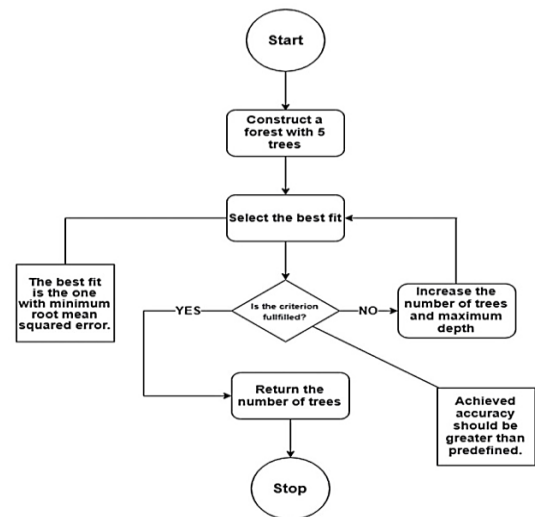 Start
Construct a
forest with 5
trees
Select the best fit
The best fit
is the one
with minimum
root mean
squared error.
Is the criterion
fullfilled?
YES
NO
Increase the
number of trees
and maximum
depth
Return the
number of trees
Achieved
accuracy
should be
greater than
predefined.
Stop